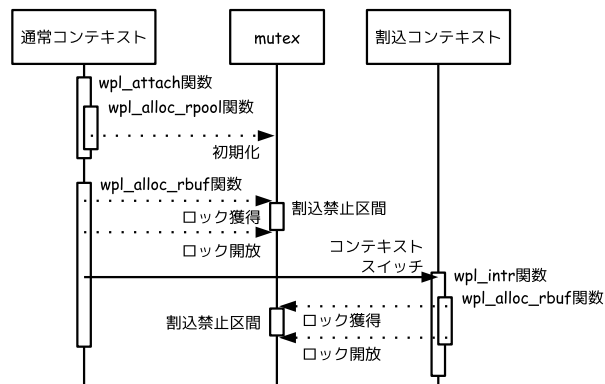 通常コンテキスト
mutex
割込コンテキスト
wpl_attach関数
wpl_alloc_rpool関数
初期化
wpl_alloc_rbuf関数
割込禁止区間
ロック獲得
ロック開放
コンテキスト
スイッチ
wpl_intr関数
wpl_alloc_rbuf関数
割込禁止区間
ロック獲得
ロック開放